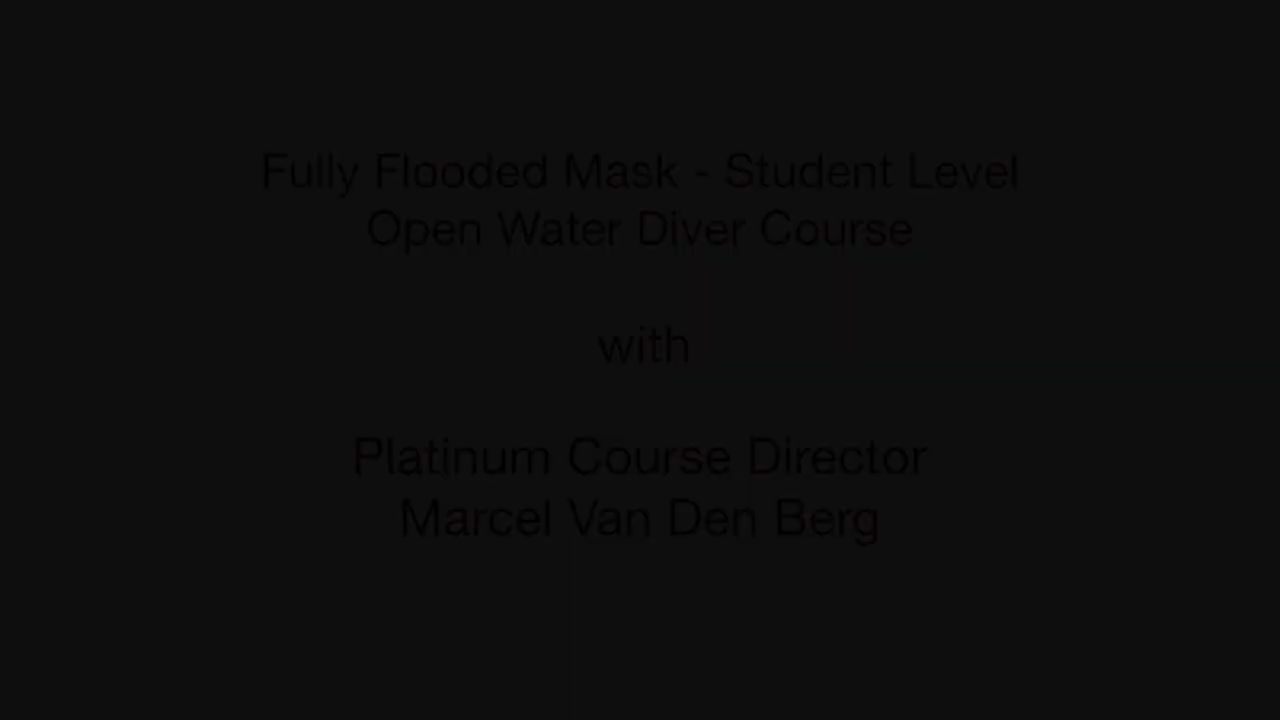 Fully Flooded Mask - Student Level
Open Water Diver Course
with
Platinum Course Director
Marcel Van Den Berg